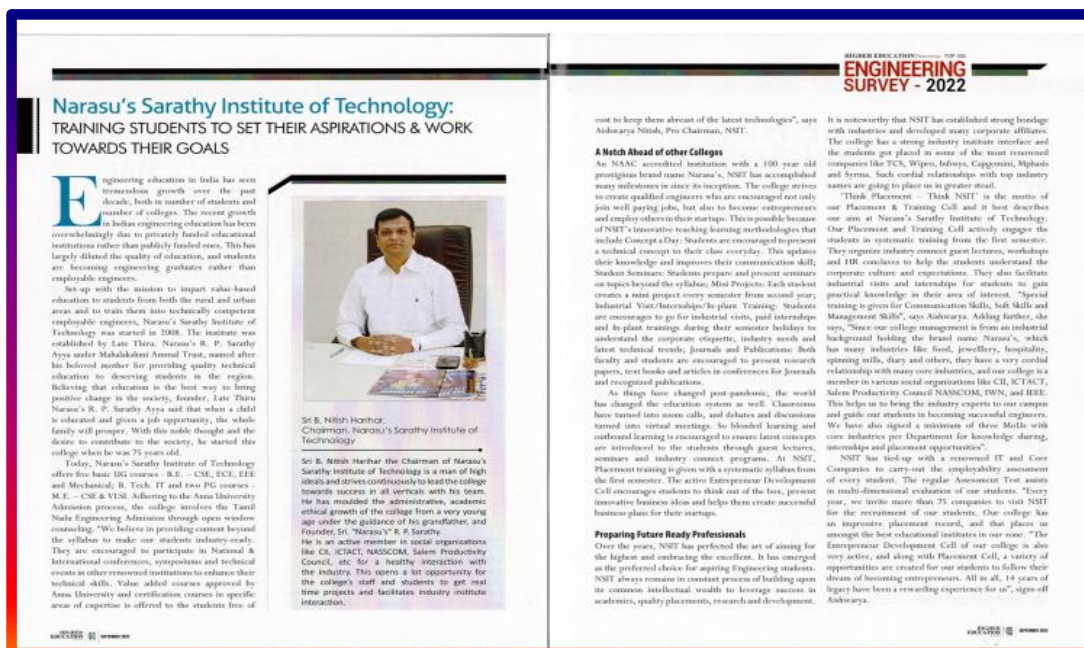 Narasu's Sarathy Institute of Technology:
TRAINING STUDENTS TO SET THEIR ASPIRATIONS & WORK
TOWARDS THEIR GOALS
Engineering education in India has seen
tremendous growth over the past
decade, both in number of students and
number of colleges. The recent growth
in Indian engineering education has been
overwhelmingly due to privately funded educational
institutions rather than publicly funded ones. This has
largely diluted the quality of education, and students
are becoming engineering graduates rather than
employable engineers.
Set-up with the mission to impart value-based
education to students from both the rural and urban
areas and to train them into technically competent
employable engineers, Narasu's Sarathy Institute of
Technology was started in 2008. The institute was
established by Late Thiru. Narasu's R. P. Sarathy
Ayya under Mahalakshmi Ammal Trust, named after
his beloved mother for providing quality technical
education to deserving students in the region.
Believing that education is the best way to bring
positive change in the society, founder, Late Thiru
Narasu's R. P. Sarathy Ayya said that when a child
is educated and given a job opportunity, the whole
family will prosper. With this noble thought and the
desire to contribute to the society, he started this
college when he was 75 years old.
Today, Narasu's Sarathy Institute of Technology
offers five basic UG courses - B.E. – CSE, ECE, EEE
and Mechanical; B. Tech. IT and two PG courses -
M.E. – CSE & VLSI. Adhering to the Anna University
Admission process, the college involves the Tamil
Nadu Engineering Admission through open window
counseling. "We believe in providing content beyond
the syllabus to make our students industry-ready.
They are encouraged to participate in National &
International conferences, symposiums and technical
events in other renowned institutions to enhance their
technical skills. Value added courses approved by
Anna University and certification courses in specific
areas of expertise is offered to the students free of
Sri B. Nitish Harihar,
Chairman, Narasu's Sarathy Institute of
Technology
Sri B. Nitish Harihar the Chairman of Narasu's
Sarathy Institute of Technology is a man of high
ideals and strives continuously to lead the college
towards success in all verticals with his team.
He has moulded the administrative, academic
ethical growth of the college from a very young
age under the guidance of his grandfather, and
Founder, Sri. "Narasu's" R. P. Sarathy.
He is an active member in social organizations
like CII, ICTACT, NASSCOM, Salem Productivity
Council, etc for a healthy interaction with
the industry. This opens a lot opportunity for
the college's staff and students to get real
time projects and facilitates industry institute
interaction.
HIGHER EDUCATION SEPTEMBER 2022
HIGHER EDUCATION TOP 100
ENGINEERING
SURVEY - 2022
cost to keep them abreast of the latest technologies", says
Aishwarya Nitish, Pro Chairman, NSIT.
A Notch Ahead of other Colleges
An NAAC accredited institution with a 100 year old
prestigious brand name Narasu's, NSIT has accomplished
many milestones in since its inception. The college strives
to create qualified engineers who are encouraged not only
join well paying jobs, but also to become entrepreneurs
and employ others in their startups. This is possible because
of NSIT's innovative teaching learning methodologies that
include Concept a Day: Students are encouraged to present
a technical concept to their class everyday. This updates
their knowledge and improves their communication skill;
Student Seminars: Students prepare and present seminars
on topics beyond the syllabus; Mini Projects: Each student
creates a mini project every semester from second year;
Industrial Visit/Internships/In-plant Training: Students
are encourages to go for industrial visits, paid internships
and In-plant trainings during their semester holidays to
understand the corporate etiquette, industry needs and
latest technical trends; Journals and Publications: Both
faculty and students are encouraged to present research
papers, text books and articles in conferences for Journals
and recognized publications.
As things have changed post-pandemic, the world
has changed the education system as well. Classrooms
have turned into zoom calls, and debates and discussions
turned into virtual meetings. So blended learning and
outbound learning is encouraged to ensure latest concepts
are introduced to the students through guest lectures,
seminars and industry connect programs. At NSIT,
Placement training is given with a systematic syllabus from
the first semester. The active Entrepreneur Development
Cell encourages students to think out of the box, present
innovative business ideas and helps them create successful
business plans for their startups.
Preparing Future Ready Professionals
Over the years, NSIT has perfected the art of aiming for
the highest and embracing the excellent. It has emerged
as the preferred choice for aspiring Engineering students.
NSIT always remains in constant process of building upon
its common intellectual wealth to leverage success in
academics, quality placements, research and development.
It is noteworthy that NSIT has established strong bondage
with industries and developed many corporate affiliates.
The college has a strong industry institute interface and
the students got placed in some of the most renowned
companies like TCS, Wipro, Infosys, Capgemini, Mphasis
and Syrma. Such cordial relationships with top industry
names are going to place us in greater stead.
'Think Placement - Think NSIT' is the motto of
our Placement & Training Cell and it best describes
our aim at Narasu's Sarathy Institute of Technology.
Our Placement and Training Cell actively engages the
students in systematic training from the first semester.
They organize industry connect guest lectures, workshops
and HR conclaves to help the students understand the
corporate culture and expectations. They also facilitate
industrial visits and internships for students to gain
practical knowledge in their area of interest. "Special
training is given for Communication Skills, Soft Skills and
Management Skills", says Aishwarya. Adding further, she
says, "Since our college management is from an industrial
background holding the brand name Narasu's, which
has many industries like food, jewelllery, hospitality,
spinning mills, diary and others, they have a very cordial
relationship with many core industries, and our college is a
member in various social organizations like CII, ICTACT,
Salem Productivity Council NASSCOM, IWN, and IEEE.
This helps us to bring the industry experts to our campus
and guide our students in becoming successful engineers.
We have also signed a minimum of three MoUs with
core industries per Department for knowledge sharing,
internships and placement opportunities".
NSIT has tied-up with a renowned IT and Core
Companies to carry-out the employability assessment
of every student. The regular Assessment Test assists
in multi-dimensional evaluation of our students. "Every
year, we invite more than 75 companies to visit NSIT
for the recruitment of our students. Our college has
an impressive placement record, and that places us
amongst the best educational institutes in our zone. "The
Entrepreneur Development Cell of our college is also
very active, and along with Placement Cell, a variety of
opportunities are created for our students to follow their
dream of becoming entrepreneurs. All in all, 14 years of
legacy have been a rewarding experience for us", signs-off
Aishwarya.
HIGHER EDUCATION SEPTEMBER 2022